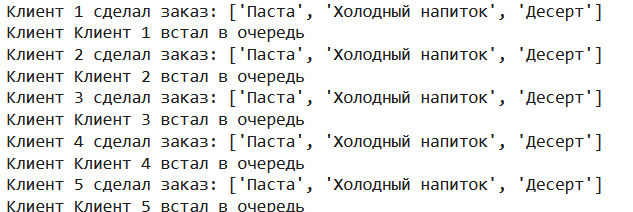 Клиент 1 сделал заказ: ['Паста', 'Холодный напиток', 'Десерт']
Клиент Клиент 1 встал в очередь
Клиент 2 сделал заказ: ['Паста', 'Холодный напиток', 'Десерт']
Клиент Клиент 2 встал в очередь
Клиент 3 сделал заказ: ['Паста', 'Холодный напиток', 'Десерт']
Клиент Клиент 3 встал в очередь
Клиент 4 сделал заказ: ['Паста', 'Холодный напиток', 'Десерт']
Клиент Клиент 4 встал в очередь
Клиент 5 сделал заказ: ['Паста', 'Холодный напиток', 'Десерт']
Клиент Клиент 5 встал в очередь